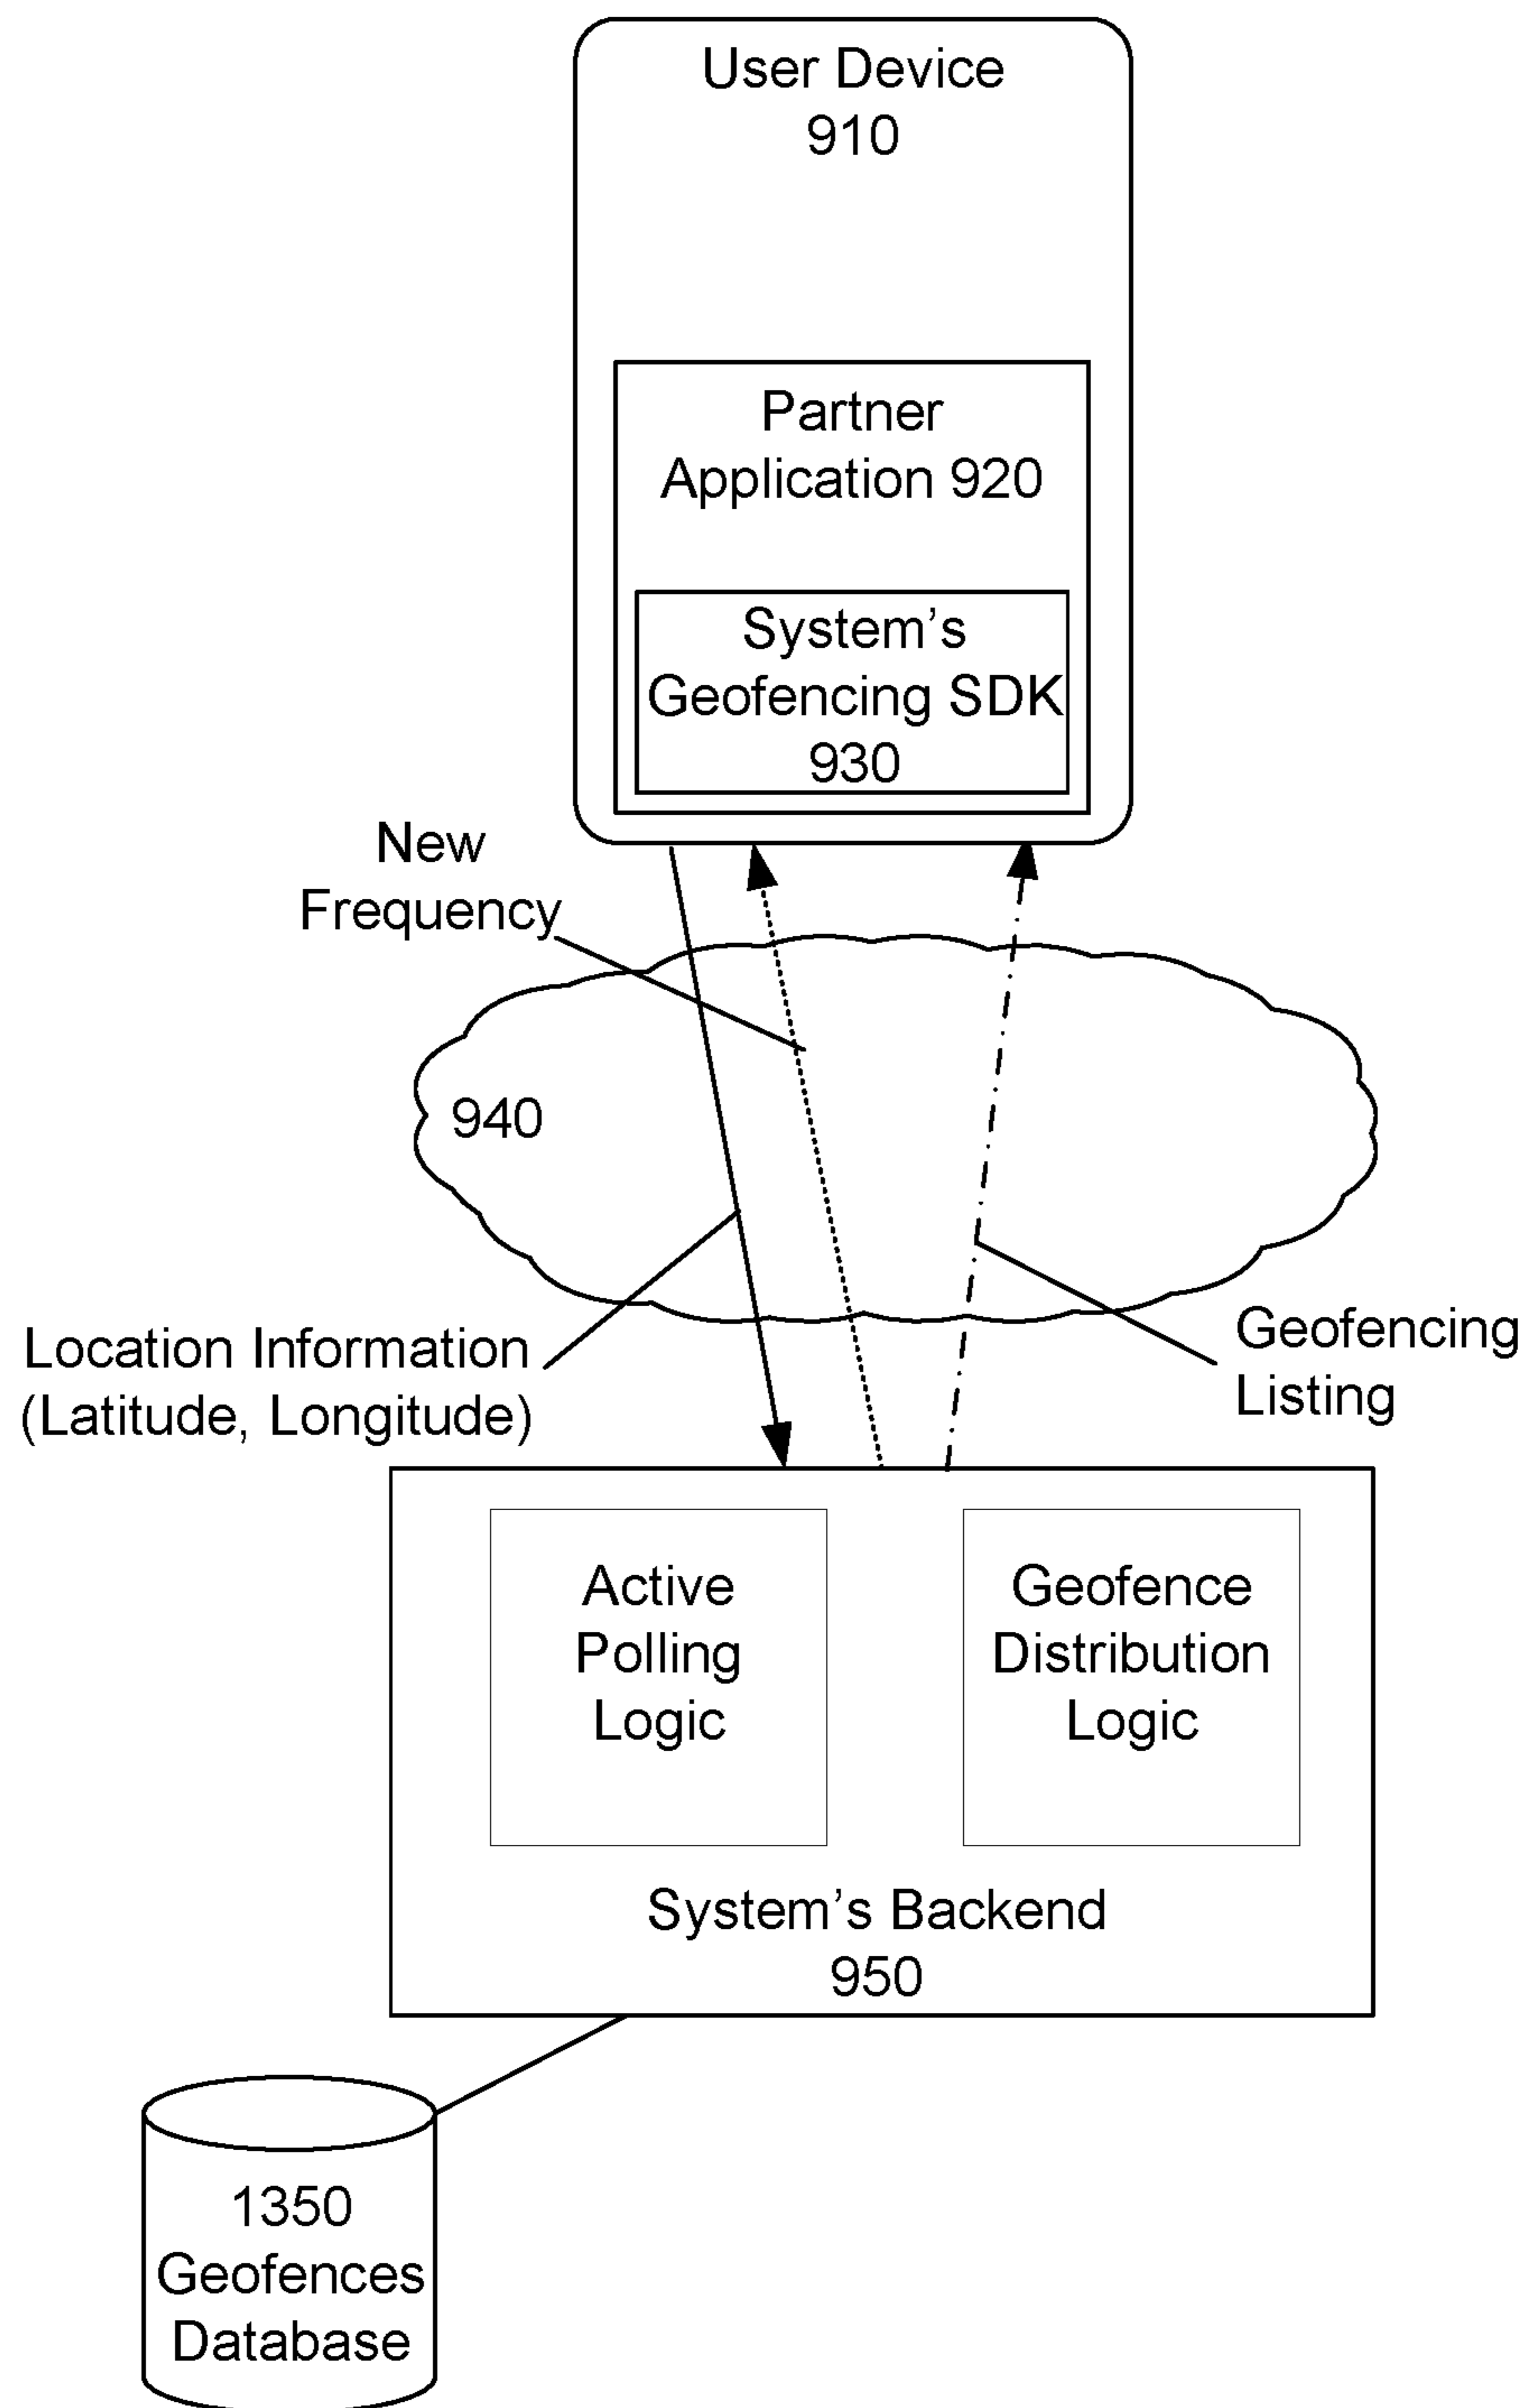 User Device
910
Partner
Application 920
System's
Geofencing SDK
930
New
Frequency
940
Location Information
(Latitude, Longitude)
Geofencing
Listing
Active
Polling
Logic
Geofence
Distribution
Logic
System's Backend
950
1350
Geofences
Database